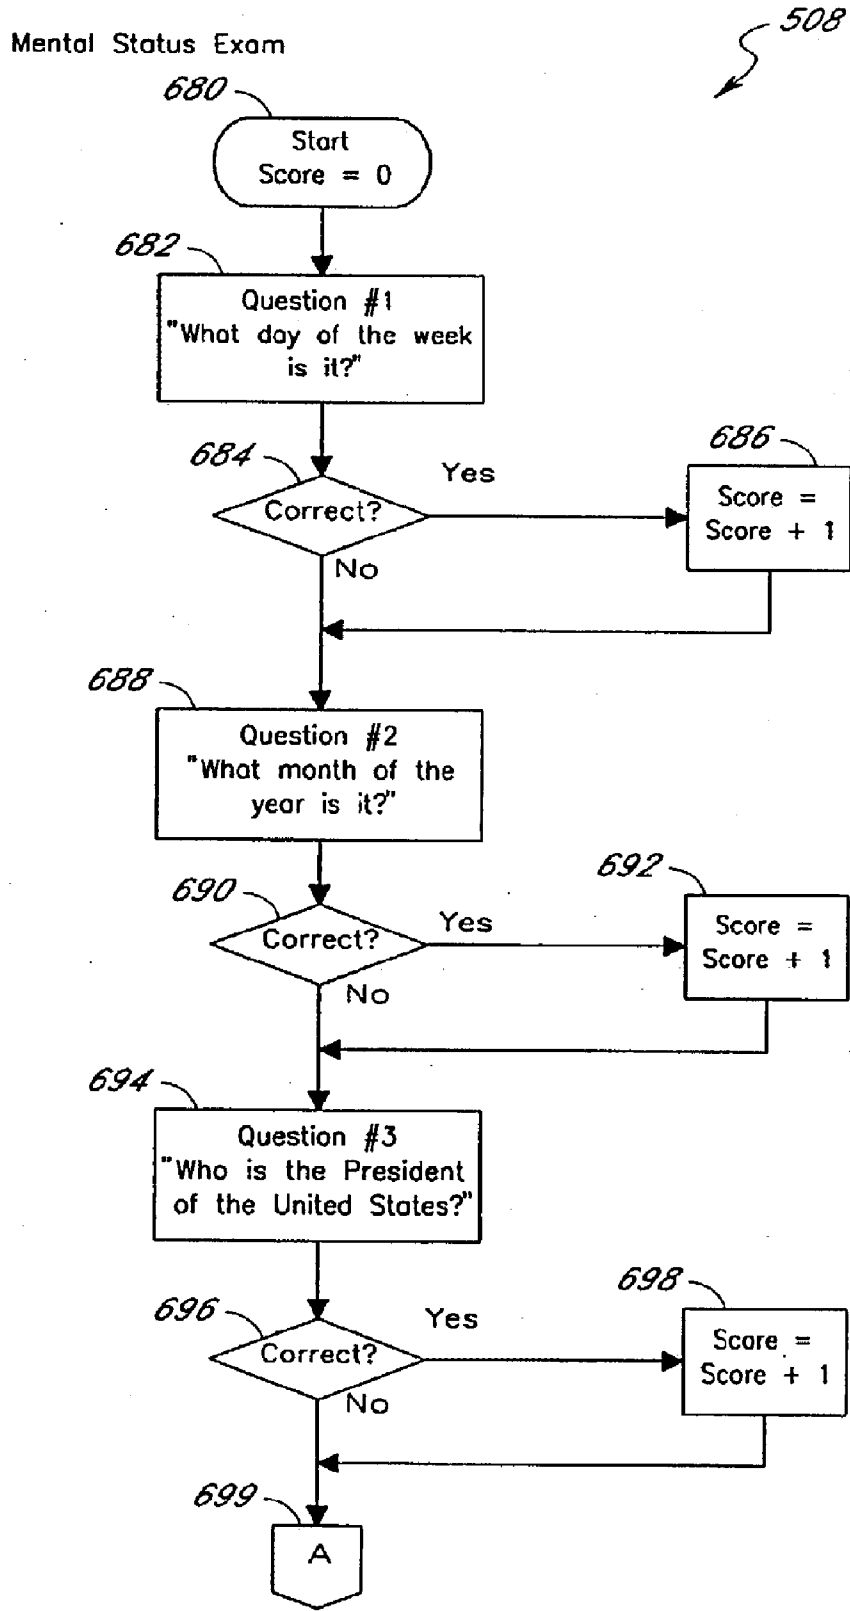 508
Mental Status Exam
680
Start
Score = 0
682
Question #1
"What day of the week
is it?"
684
Correct?
Yes
No
686
Score =
Score + 1
688
Question #2
"What month of the
year is it?"
690
Correct?
Yes
No
692
Score =
Score + 1
694
Question #3
"Who is the President
of the United States?"
696
Correct?
Yes
No
698
Score =
Score + 1
699
A